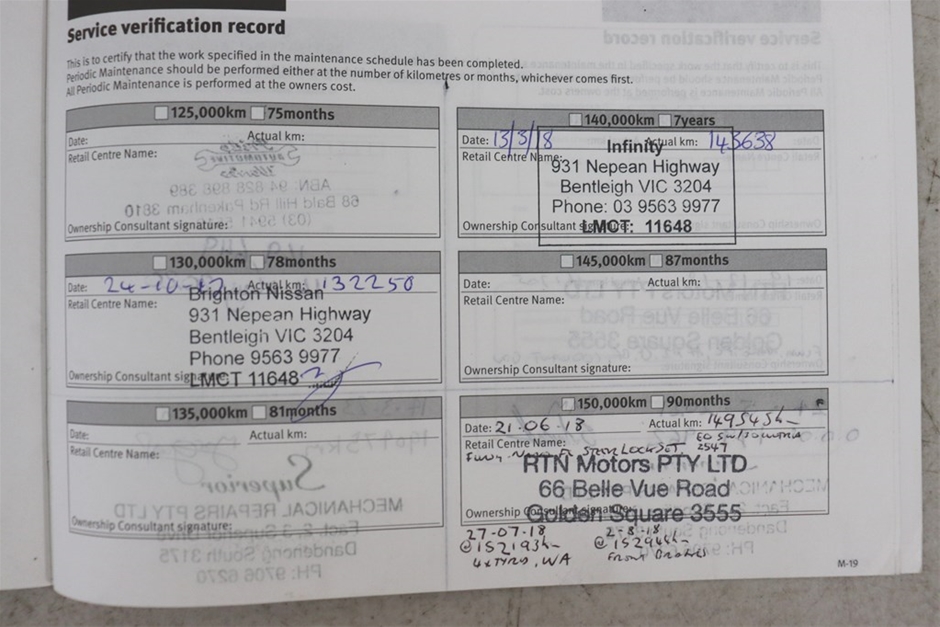 Service verification record
This is to certify that the work specified in the maintenance schedule has been completed.
Periodic Maintenance should be performed either at the number of kilometres or months, whichever comes first.
All Periodic Maintenance is performed at the owners cost.
125,000km 75months
Date: Actual km:
Retail Centre Name:
Ownership Consultant signature:
130,000km 78months
Date: 24-10-17 Actual km: 132250
Retail Centre Name:
Brighton Nissan
931 Nepean Highway
Bentleigh VIC 3204
Phone 9563 9977
Ownership Consultant signature:
LMCT 11648
135,000km 81months
Date: Actual km:
Retail Centre Name:
Ownership Consultant signature:
140,000km 7years
Date: 13/3/18 Actual km: 143638
Retail Centre Name:
Infinity
931 Nepean Highway
Bentleigh VIC 3204
Phone: 03 9563 9977
Ownership Consultant signature:
LMCT: 11648
145,000km 87months
Date: Actual km:
Retail Centre Name:
Ownership Consultant signature:
150,000km 90months
Date: 21.06.18 Actual km: 149545
Retail Centre Name:
RTN Motors PTY LTD
66 Belle Vue Road
Ownership Consultant signature:
Golden Square 3555
27-07-18 2-8-18
@152193 @152944
4xTyres, WA Front Brakes
M-19